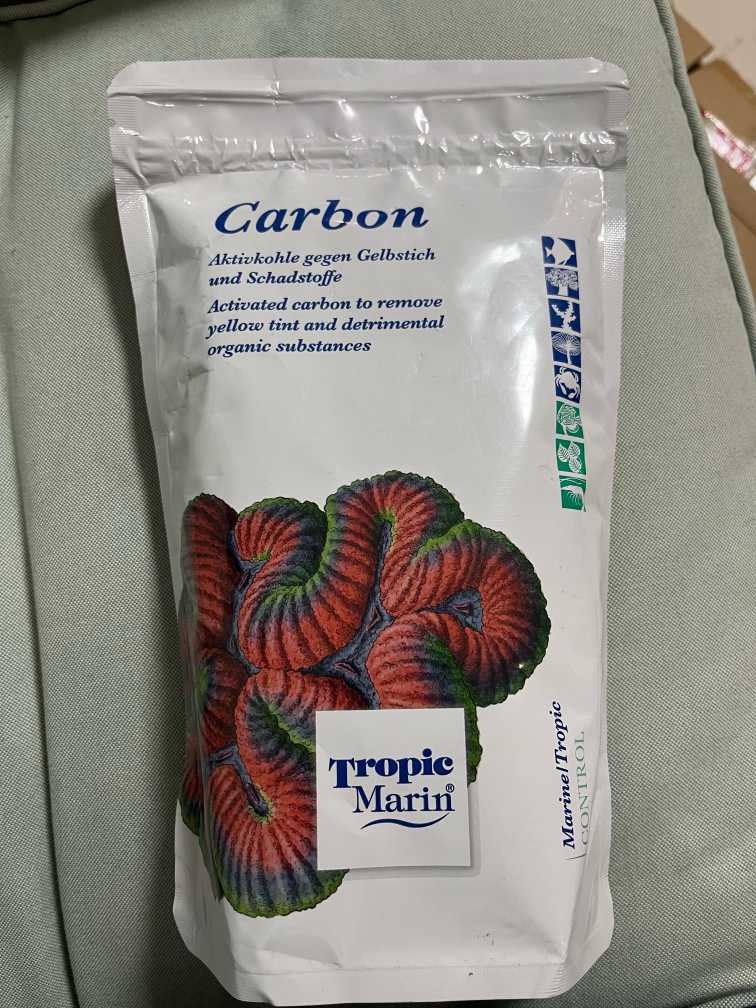 Carbon
Aktivkohle gegen Gelbstich
und Schadstoffe
Activated carbon to remove
yellow tint and detrimental
organic substances
Tropic
Marin®
Marine/Tropic
CONTROL